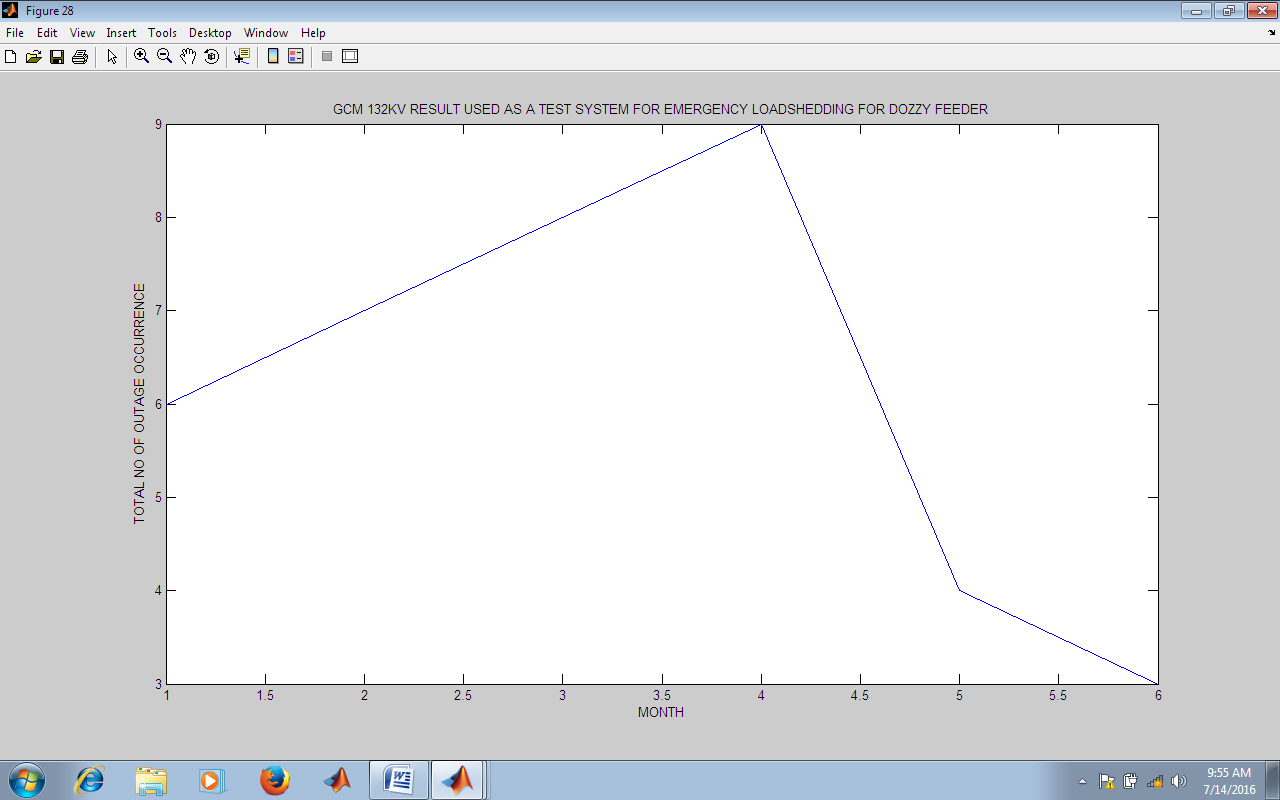 Figure 28
File Edit View Insert Tools Desktop Window Help
GCM 132KV RESULT USED AS A TEST SYSTEM FOR EMERGENCY LOADSHEDDING FOR DOZZY FEEDER
TOTAL NO OF OUTAGE OCCURRENCE
9
8
7
6
5
4
3
1 1.5 2 2.5 3 3.5 4 4.5 5 5.5 6
MONTH
9:55 AM
7/14/2016